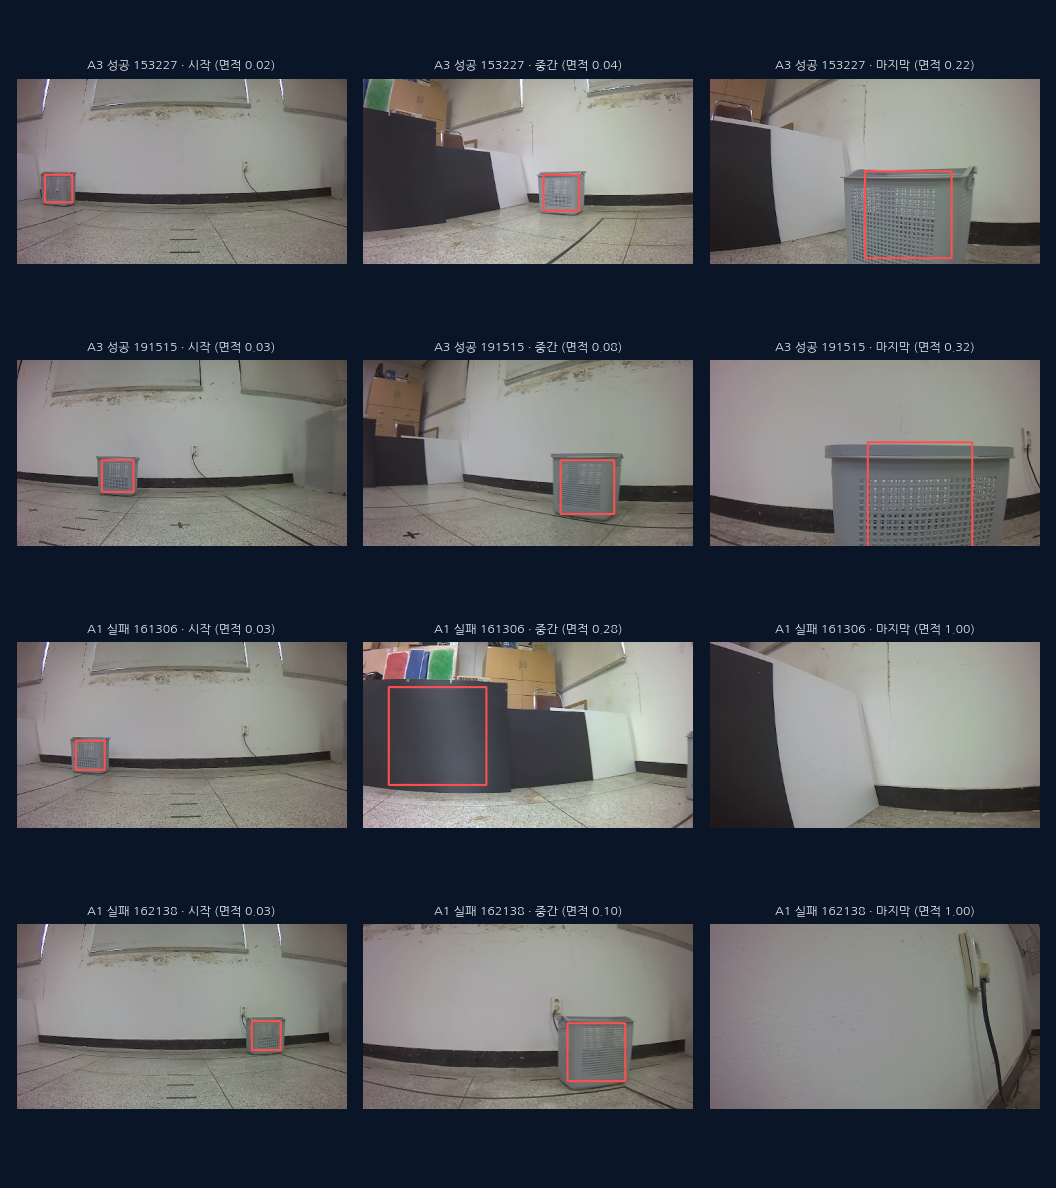 A3 성공 153227 · 시작 (면적 0.02)
A3 성공 153227 · 중간 (면적 0.04)
A3 성공 153227 · 마지막 (면적 0.22)
A3 성공 191515 · 시작 (면적 0.03)
A3 성공 191515 · 중간 (면적 0.08)
A3 성공 191515 · 마지막 (면적 0.32)
A1 실패 161306 · 시작 (면적 0.03)
A1 실패 161306 · 중간 (면적 0.28)
A1 실패 161306 · 마지막 (면적 1.00)
A1 실패 162138 · 시작 (면적 0.03)
A1 실패 162138 · 중간 (면적 0.10)
A1 실패 162138 · 마지막 (면적 1.00)